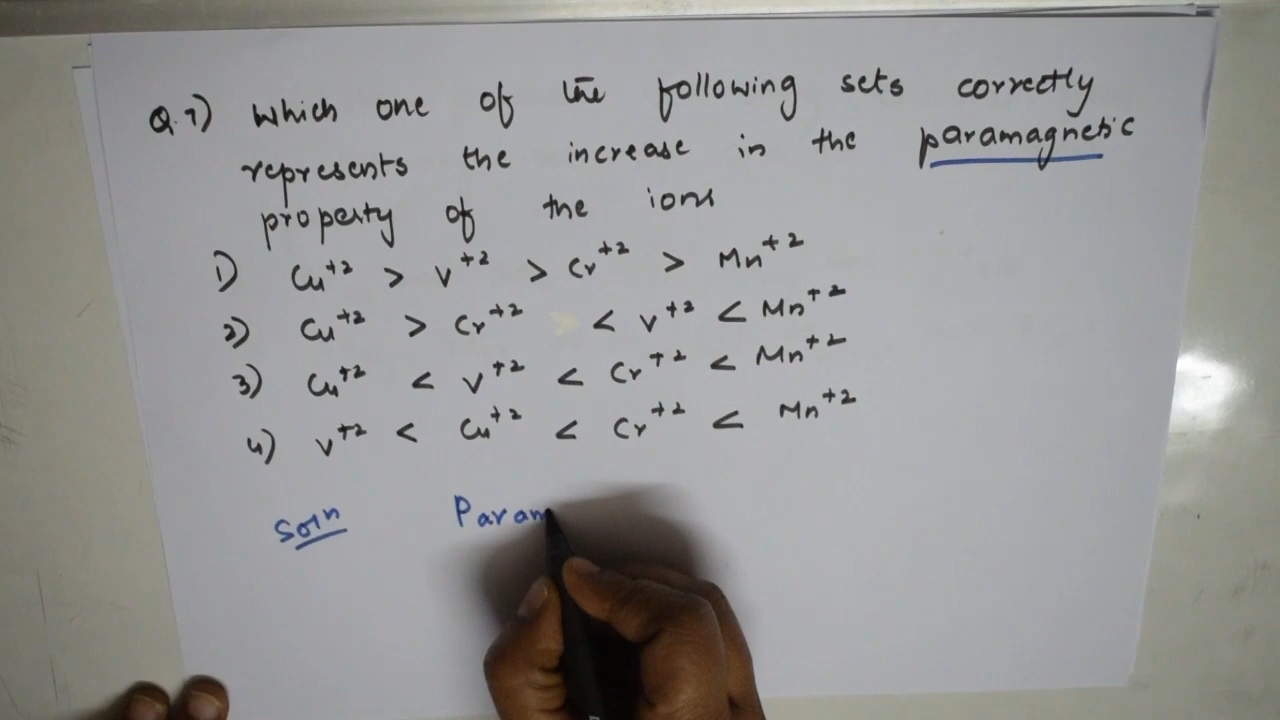 Q.7) Which one of the following sets correctly
represents the increase in the paramagnetic
property of the ions
1) Cu+2 > V+2 > Cr+2 > Mn+2
2) Cu+2 > Cr+2 < V+2 < Mn+2
3) Cu+2 < V+2 < Cr+2 < Mn+2
4) V+2 < Cu+2 < Cr+2 < Mn+2
Soln Param